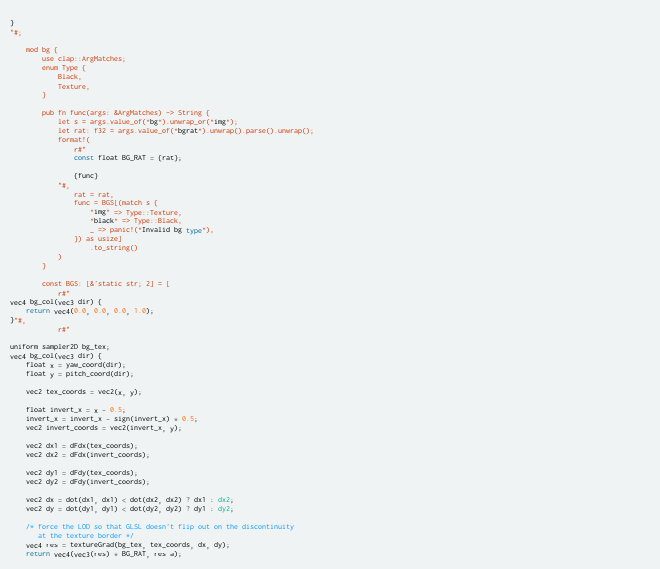 }
"#;
mod bg {
use clap::ArgMatches;
enum Type {
Black,
Texture,
}
pub fn func(args: &ArgMatches) -> String {
let s = args.value_of("bg").unwrap_or("img");
let rat: f32 = args.value_of("bgrat").unwrap().parse().unwrap();
format!(
r#"
const float BG_RAT = {rat};
{func}
"#,
rat = rat,
func = BGS[(match s {
"img" => Type::Texture,
"black" => Type::Black,
_ => panic!("Invalid bg type"),
}) as usize]
.to_string()
)
}
const BGS: [&'static str; 2] = [
r#"
vec4 bg_col(vec3 dir) {
return vec4(0.0, 0.0, 0.0, 1.0);
}"#,
r#"
uniform sampler2D bg_tex;
vec4 bg_col(vec3 dir) {
float x = yaw_coord(dir);
float y = pitch_coord(dir);
vec2 tex_coords = vec2(x, y);
float invert_x = x - 0.5;
invert_x = invert_x - sign(invert_x) * 0.5;
vec2 invert_coords = vec2(invert_x, y);
vec2 dx1 = dFdx(tex_coords);
vec2 dx2 = dFdx(invert_coords);
vec2 dy1 = dFdy(tex_coords);
vec2 dy2 = dFdy(invert_coords);
vec2 dx = dot(dx1, dx1) < dot(dx2, dx2) ? dx1 : dx2;
vec2 dy = dot(dy1, dy1) < dot(dy2, dy2) ? dy1 : dy2;
/* force the LOD so that GLSL doesn't flip out on the discontinuity
at the texture border */
vec4 res = textureGrad(bg_tex, tex_coords, dx, dy);
return vec4(vec3(res) * BG_RAT, res.a);